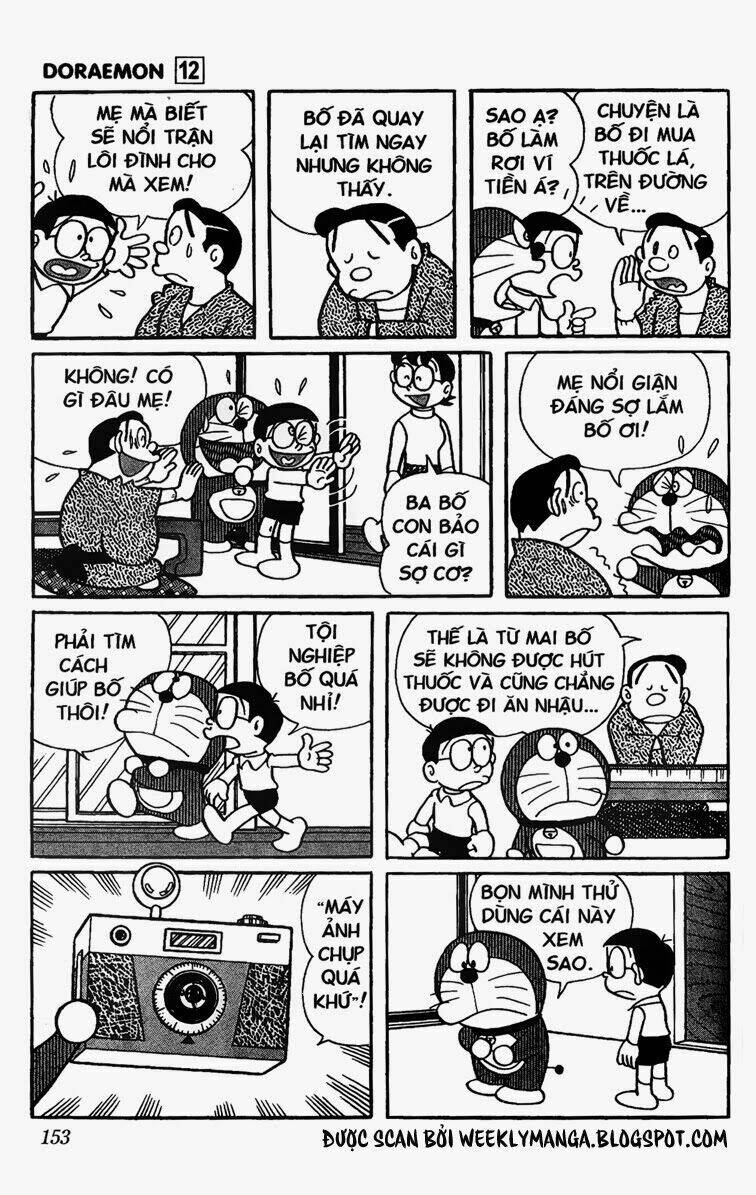 DORAEMON 12
CHUYỆN LÀ
BỐ ĐI MUA
THUỐC LÁ,
TRÊN ĐƯỜNG
VỀ...
SAO Ạ?
BỐ LÀM
RƠI VÍ
TIỀN Á?
BỐ ĐÃ QUAY
LẠI TÌM NGAY
NHƯNG KHÔNG
THẤY.
MẸ MÀ BIẾT
SẼ NỔI TRẬN
LÔI ĐÌNH CHO
MÀ XEM!
MẸ NỔI GIẬN
ĐÁNG SỢ LẮM
BỐ ƠI!
BA BỐ
CON BẢO
CÁI GÌ
SỢ CƠ?
KHÔNG! CÓ
GÌ ĐÂU MẸ!
THẾ LÀ TỪ MAI BỐ
SẼ KHÔNG ĐƯỢC HÚT
THUỐC VÀ CŨNG CHẲNG
ĐƯỢC ĐI ĂN NHẬU...
TỘI
NGHIỆP
BỐ QUÁ
NHỈ!
PHẢI TÌM
CÁCH
GIÚP BỐ
THÔI!
BỌN MÌNH THỬ
DÙNG CÁI NÀY
XEM
SAO.
"MÁY
ẢNH
CHỤP
QUÁ
KHỨ"!
153
ĐƯỢC SCAN BỞI WEEKLYMANGA.BLOGSPOT.COM